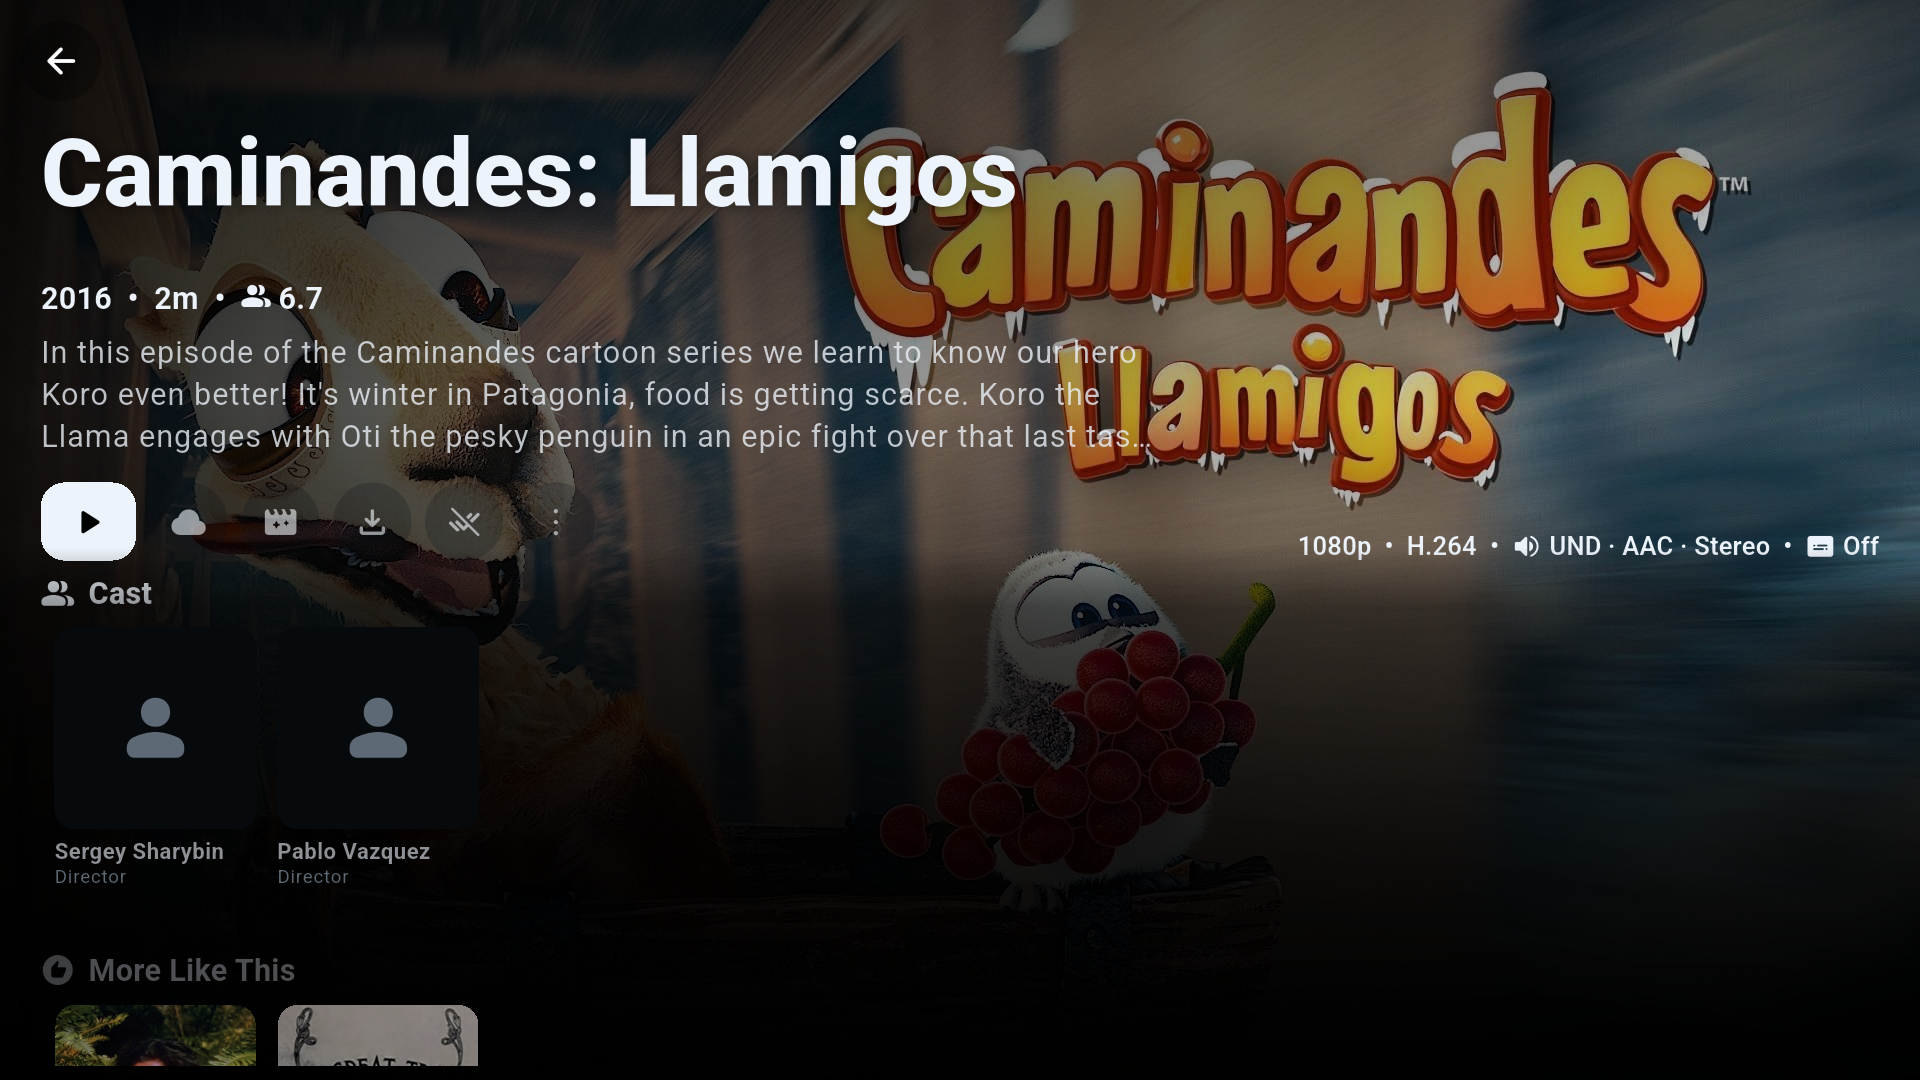 Caminandes: Llamigos
Caminandes™
Llamigos
2016 • 2m • 6.7
In this episode of the Caminandes cartoon series we learn to know our hero
Koro even better! It's winter in Patagonia, food is getting scarce. Koro the
Llama engages with Oti the pesky penguin in an epic fight over that last tas…
1080p • H.264 • UND · AAC · Stereo • Off
Cast
Sergey Sharybin
Director
Pablo Vazquez
Director
More Like This